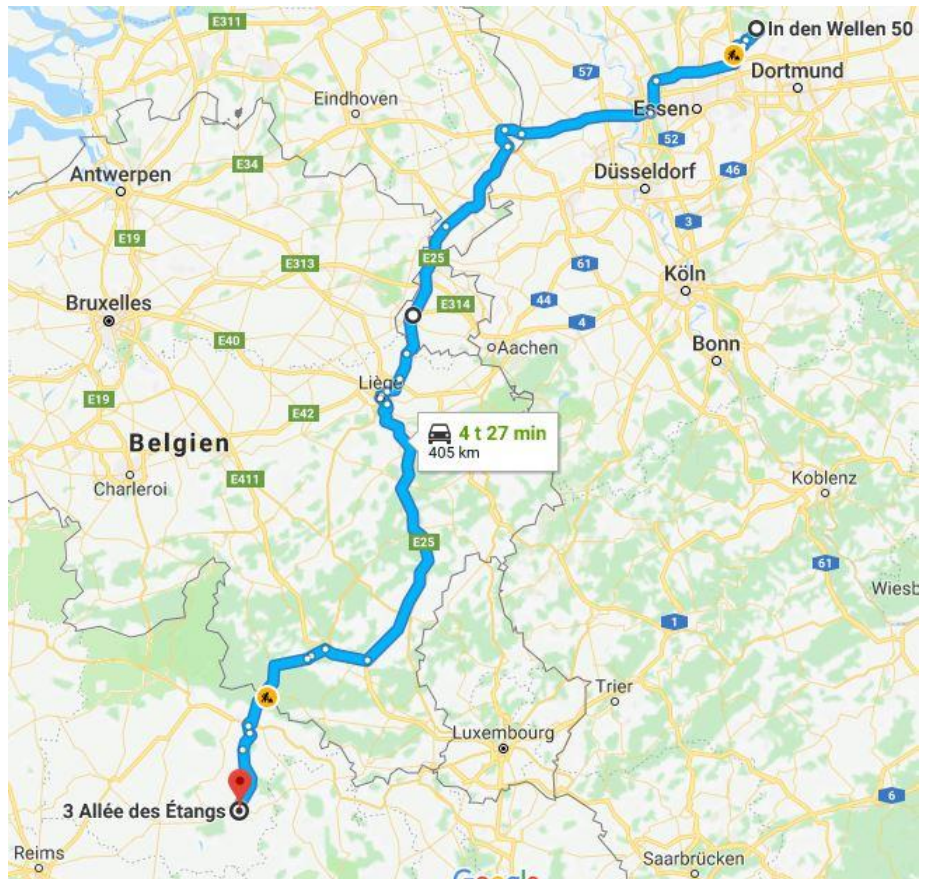 E311
In den Wellen 50
57
Dortmund
Eindhoven
Essen
52
E34
Antwerpen
Düsseldorf
46
E19
3
E25
E313
61
Köln
Bruxelles
E314
44
4
E40
Aachen
Bonn
Liège
E19
E42
4 t 27 min
405 km
Belgien
E411
Charleroi
Koblenz
E25
61
Wiesb
1
Trier
Luxembourg
3 Allée des Étangs
6
Reims
Saarbrücken
Google